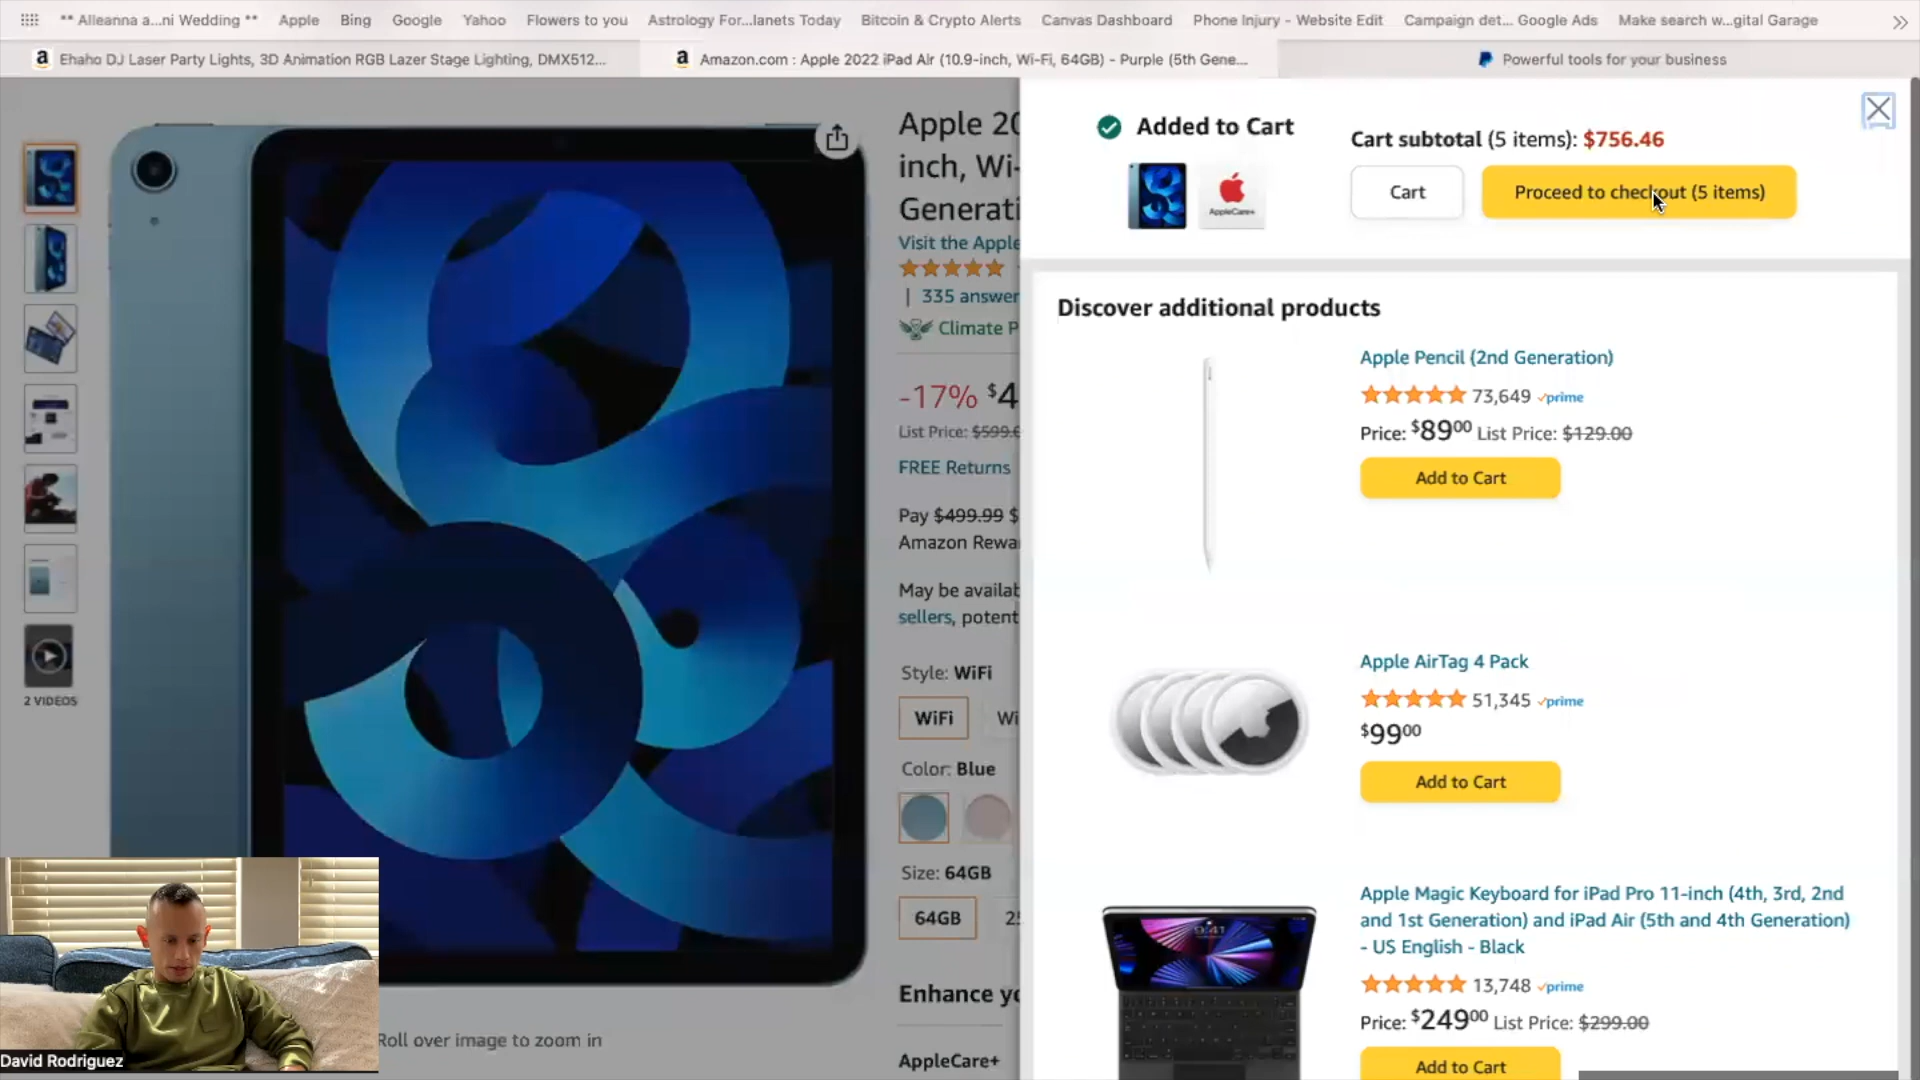 ** Alleanna a...ni Wedding **
Apple
Bing
Google
Yahoo
Flowers to you
Astrology For...lanets Today
Bitcoin & Crypto Alerts
Canvas Dashboard
Phone Injury - Website Edit
Campaign det... Google Ads
Make search w...gital Garage
Ehaho DJ Laser Party Lights, 3D Animation RGB Lazer Stage Lighting, DMX512...
Amazon.com : Apple 2022 iPad Air (10.9-inch, Wi-Fi, 64GB) - Purple (5th Gene...
Powerful tools for your business
2 VIDEOS
Roll over image to zoom in
Apple 20
inch, Wi-
Generati
Visit the Apple
| 335 answer
Climate P
-17% $4
List Price: $599.0
FREE Returns
Pay $499.99 $
Amazon Rewa
May be availab
sellers, potent
Style: WiFi
WiFi
Wi
Color: Blue
Size: 64GB
64GB
25
Enhance yo
AppleCare+
Added to Cart
AppleCare+
Cart subtotal (5 items): $756.46
Cart
Proceed to checkout (5 items)
Discover additional products
Apple Pencil (2nd Generation)
73,649 prime
Price: $89.00 List Price: $129.00
Add to Cart
Apple AirTag 4 Pack
51,345 prime
$99.00
Add to Cart
9:41
Apple Magic Keyboard for iPad Pro 11-inch (4th, 3rd, 2nd
and 1st Generation) and iPad Air (5th and 4th Generation)
- US English - Black
13,748 prime
Price: $249.00 List Price: $299.00
Add to Cart
David Rodriguez